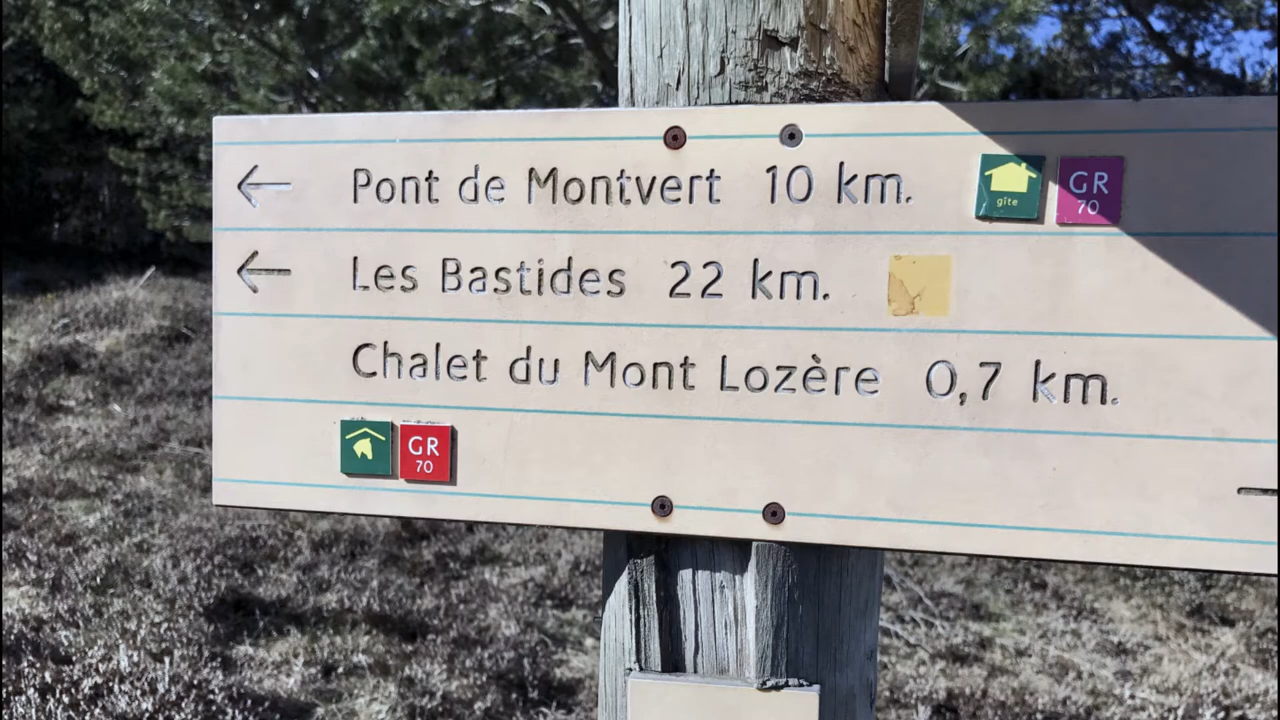 ← Pont de Montvert 10 km. gîte GR 70
← Les Bastides 22 km.
Chalet du Mont Lozère 0,7 km.
GR 70